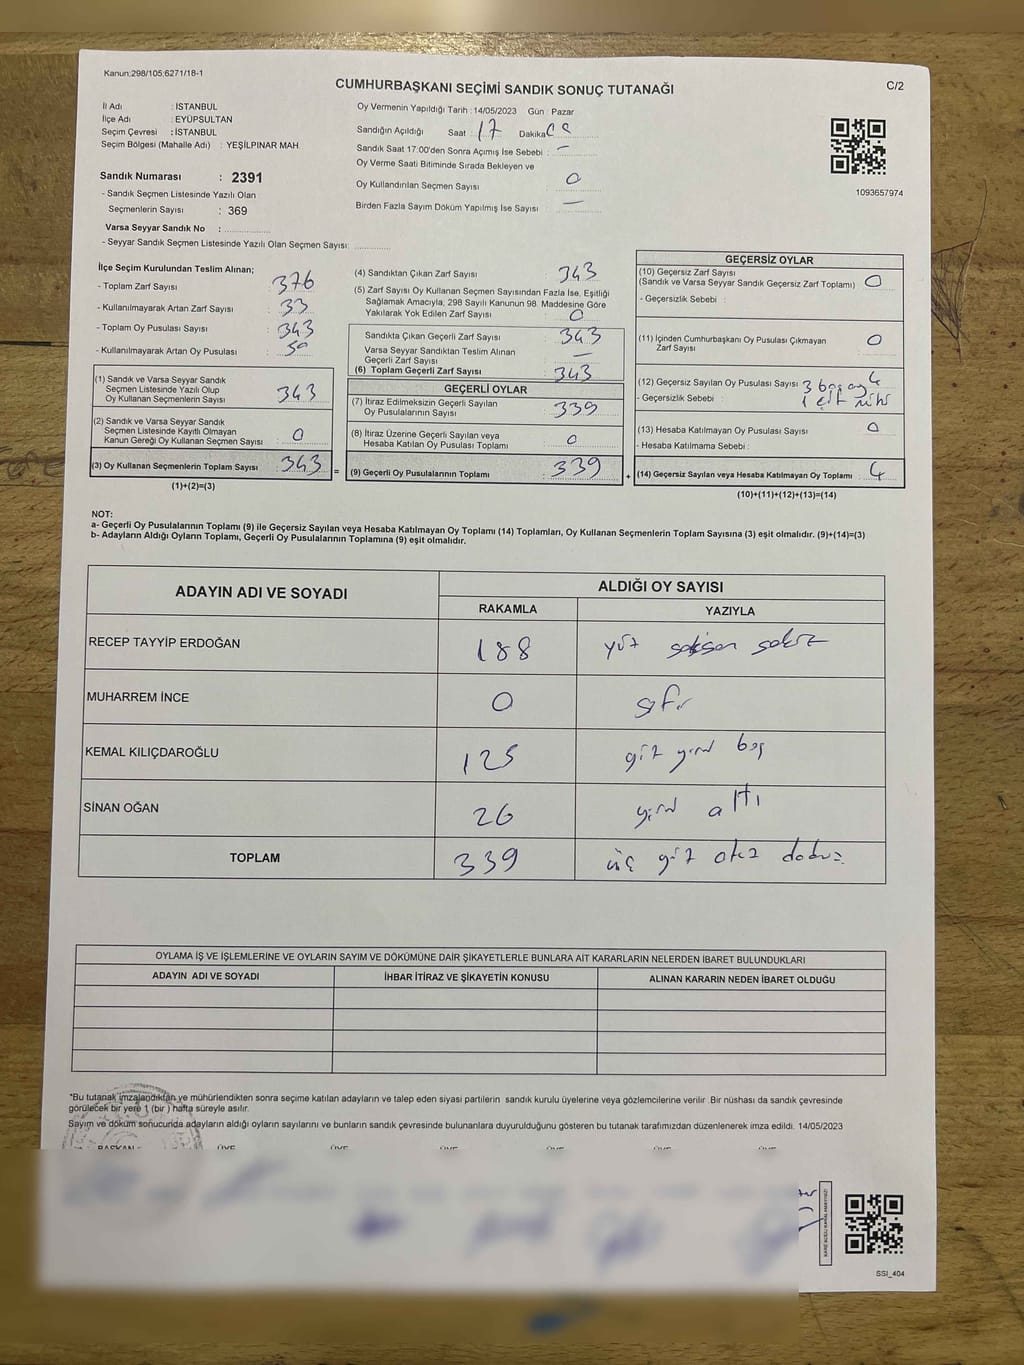 Kanun:298/105;6271/16-1
CUMHURBAŞKANI SEÇİMİ SANDIK SONUÇ TUTANAĞI
C/2
İl Adı : İSTANBUL
İlçe Adı : EYÜPSULTAN
Seçim Çevresi : İSTANBUL
Seçim Bölgesi (Mahalle Adı) : YEŞİLPINAR MAH
Sandık Numarası : 2391
- Sandık Seçmen Listesinde Yazılı Olan
Seçmenlerin Sayısı : 369
Varsa Seyyar Sandık No :
- Seyyar Sandık Seçmen Listesinde Yazılı Olan Seçmen Sayısı:
Oy Vermenin Yapıldığı Tarih : 14/05/2023 Gün : Pazar
Sandığın Açıldığı Saat : 17 Dakika
Sandık Saat 17:00'den Sonra Açımış İse Sebebi : -
Oy Verme Saati Bitiminde Sırada Bekleyen ve
Oy Kullandırılan Seçmen Sayısı : 0
Birden Fazla Sayım Döküm Yapılmış İse Sayısı : -
1093657974
İlçe Seçim Kurulundan Teslim Alınan;
- Toplam Zarf Sayısı : 376
- Kullanılmayarak Artan Zarf Sayısı : 33
- Toplam Oy Pusulası Sayısı : 343
- Kullanılmayarak Artan Oy Pusulası :
(1) Sandık ve Varsa Seyyar Sandık
Seçmen Listesinde Yazılı Olup
Oy Kullanan Seçmenlerin Sayısı : 343
(2) Sandık ve Varsa Seyyar Sandık
Seçmen Listesinde Kayıtlı Olmayan
Kanun Gereği Oy Kullanan Seçmen Sayısı : 0
(3) Oy Kullanan Seçmenlerin Toplam Sayısı : 343 =
(1)+(2)=(3)
(4) Sandıktan Çıkan Zarf Sayısı : 343
(5) Zarf Sayısı Oy Kullanan Seçmen Sayısından Fazla İse, Eşitliği
Sağlamak Amacıyla; 298 Sayılı Kanunun 98. Maddesine Göre
Yakılarak Yok Edilen Zarf Sayısı : 0
Sandıkta Çıkan Geçerli Zarf Sayısı : 343
Varsa Seyyar Sandıktan Teslim Alınan
Geçerli Zarf Sayısı : -
(6) Toplam Geçerli Zarf Sayısı : 343
GEÇERLİ OYLAR
(7) İtiraz Edilmeksizin Geçerli Sayılan
Oy Pusulalarının Sayısı : 339
(8) İtiraz Üzerine Geçerli Sayılan veya
Hesaba Katılan Oy Pusulası Toplamı : 0
(9) Geçerli Oy Pusulalarının Toplamı : 339 +
GEÇERSİZ OYLAR
(10) Geçersiz Zarf Sayısı
(Sandık ve Varsa Seyyar Sandık Geçersiz Zarf Toplamı) : 0
- Geçersizlik Sebebi :
(11) İçinden Cumhurbaşkanı Oy Pusulası Çıkmayan
Zarf Sayısı : 0
(12) Geçersiz Sayılan Oy Pusulası Sayısı : 4
- Geçersizlik Sebebi : 3 boş oy
1 çift
(13) Hesaba Katılmayan Oy Pusulası Sayısı : 0
- Hesaba Katılmama Sebebi :
(14) Geçersiz Sayılan veya Hesaba Katılmayan Oy Toplamı : 4
(10)+(11)+(12)+(13)=(14)
NOT:
a- Geçerli Oy Pusulalarının Toplamı (9) ile Geçersiz Sayılan veya Hesaba Katılmayan Oy Toplamı (14) Toplamları, Oy Kullanan Seçmenlerin Toplam Sayısına (3) eşit olmalıdır. (9)+(14)=(3)
b- Adayların Aldığı Oyların Toplamı, Geçerli Oy Pusulalarının Toplamına (9) eşit olmalıdır.
ADAYIN ADI VE SOYADI
ALDIĞI OY SAYISI
RAKAMLA YAZIYLA
RECEP TAYYİP ERDOĞAN 188 yüz seksen sekiz
MUHARREM İNCE 0 sıfır
KEMAL KILIÇDAROĞLU 125 yüz yirmi beş
SİNAN OĞAN 26 yirmi altı
TOPLAM 339 üç yüz otuz dokuz
OYLAMA İŞ VE İŞLEMLERİNE VE OYLARIN SAYIM VE DÖKÜMÜNE DAİR ŞİKAYETLERLE BUNLARA AİT KARARLARIN NELERDEN İBARET BULUNDUKLARI
ADAYIN ADI VE SOYADI İHBAR İTİRAZ VE ŞİKAYETİN KONUSU ALINAN KARARIN NEDEN İBARET OLDUĞU
"Bu tutanak imzalandıktan ve mühürlendikten sonra seçime katılan adayların ve talep eden siyasi partilerin sandık kurulu üyelerine veya gözlemcilerine verilir. Bir nüshası da sandık çevresinde
görülecek bir yere 1 (bir ) hafta süreyle asılır.
Sayım ve döküm sonucunda adayların aldığı oyların sayılarını ve bunların sandık çevresinde bulunanlara duyurulduğunu gösteren bu tutanak tarafımızdan düzenlenerek imza edildi. 14/05/2023
BAŞKAN ÜYE ÜYE ÜYE ÜYE ÜYE ÜYE
SSI_404